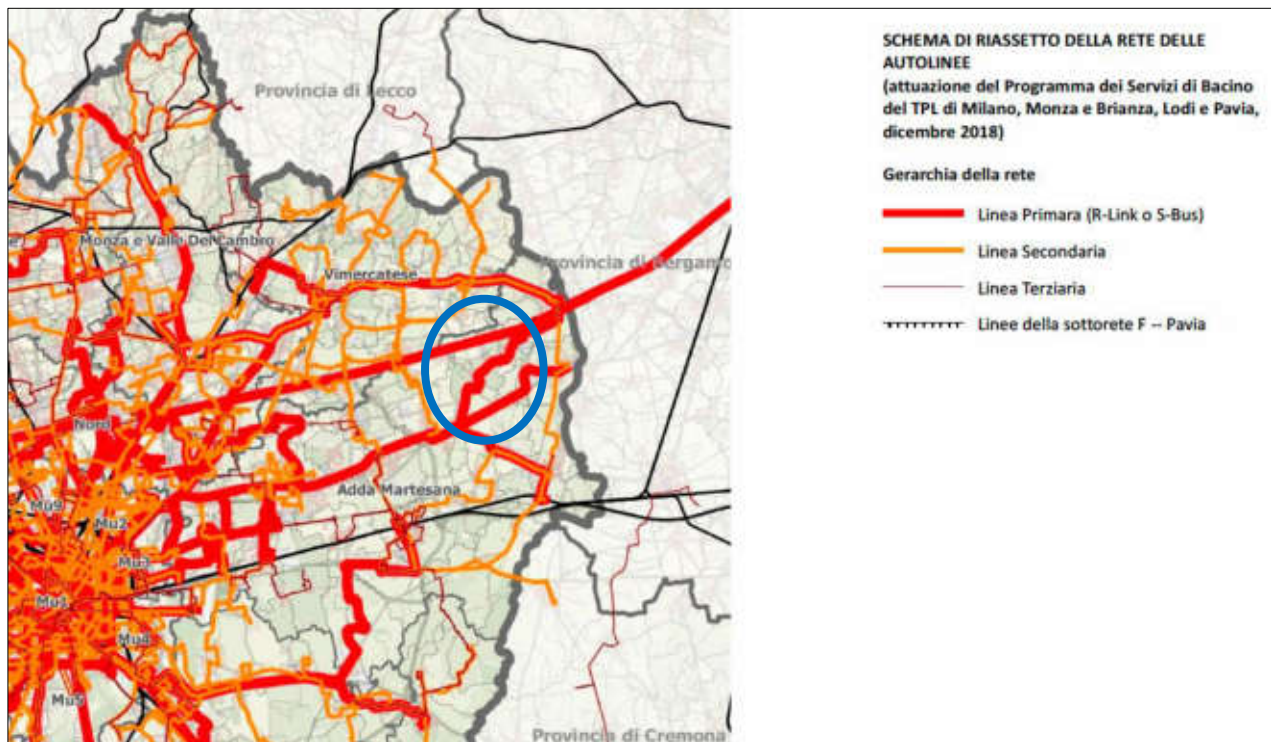 Provincia di Lecco
Monza e Valle Del Lambro
Vimercatese
Provincia di Bergamo
Nord
Adda Martesana
Mu9
Mu2
Mu3
Mu1
Mu4
Mu5
Provincia di Cremona
SCHEMA DI RIASSETTO DELLA RETE DELLE
AUTOLINEE
(attuazione del Programma dei Servizi di Bacino
del TPL di Milano, Monza e Brianza, Lodi e Pavia,
dicembre 2018)
Gerarchia della rete
Linea Primara (R-Link o S-Bus)
Linea Secondaria
Linea Terziaria
Linee della sottorete F -- Pavia